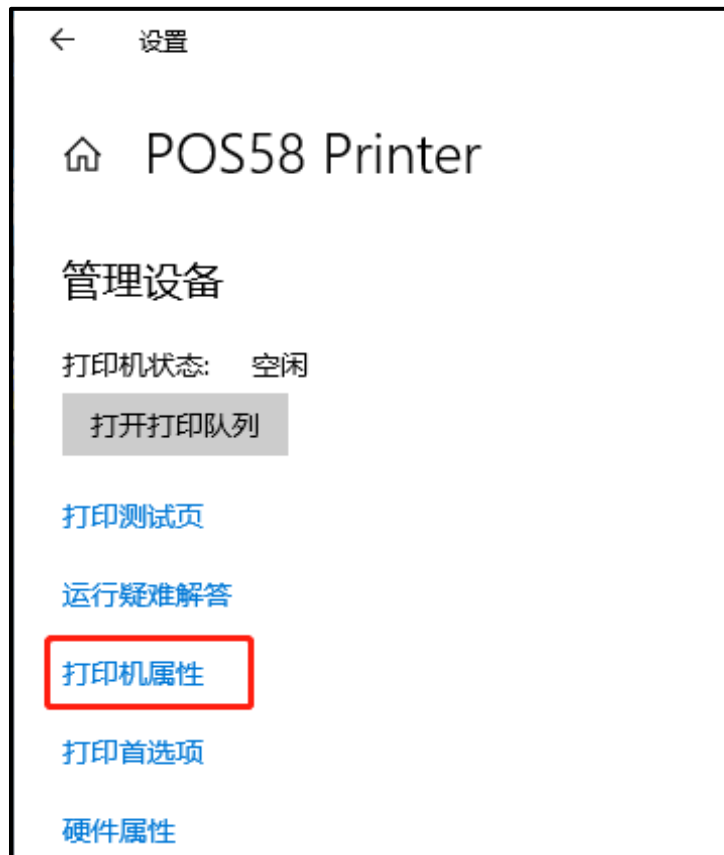 设置
POS58 Printer
管理设备
打印机状态: 空闲
打开打印队列
打印测试页
运行疑难解答
打印机属性
打印首选项
硬件属性